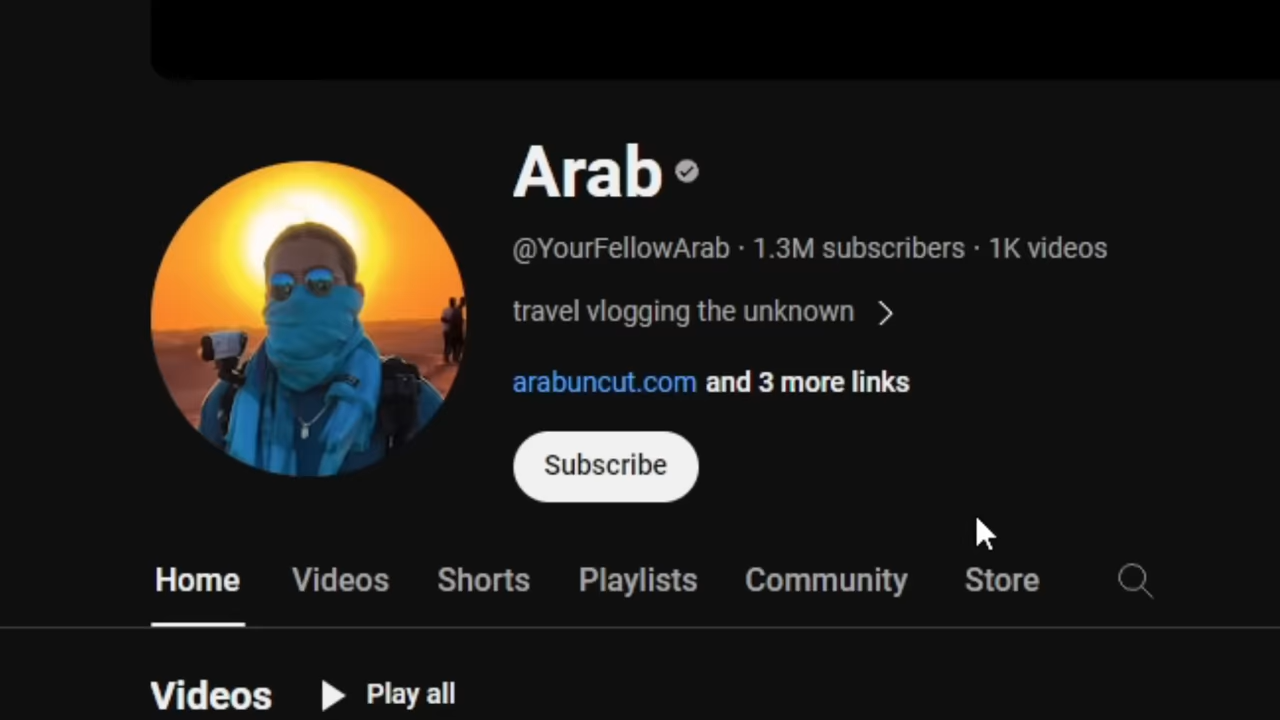 Arab
@YourFellowArab · 1.3M subscribers · 1K videos
travel vlogging the unknown
arabuncut.com and 3 more links
Subscribe
Home Videos Shorts Playlists Community Store
Videos Play all